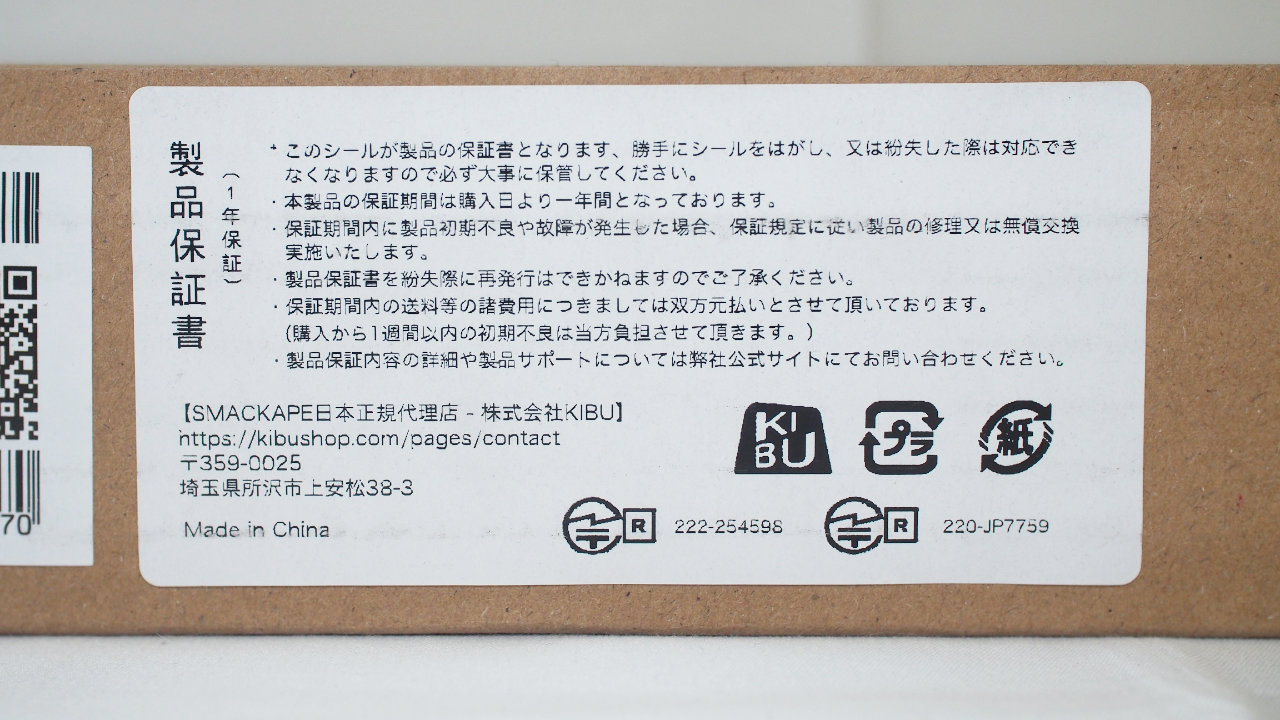 製品保証書
（1年保証）
* このシールが製品の保証書となります、勝手にシールをはがし、又は紛失した際は対応でき
なくなりますので必ず大事に保管してください。
・本製品の保証期間は購入日より一年間となっております。
・保証期間内に製品初期不良や故障が発生した場合、保証規定に従い製品の修理又は無償交換
実施いたします。
・製品保証書を紛失際に再発行はできかねますのでご了承ください。
・保証期間内の送料等の諸費用につきましては双方元払いとさせて頂いております。
（購入から1週間以内の初期不良は当方負担させて頂きます。）
・製品保証内容の詳細や製品サポートについては弊社公式サイトにてお問い合わせください。
【SMACKAPE日本正規代理店 - 株式会社KIBU】
https://kibushop.com/pages/contact
〒359-0025
埼玉県所沢市上安松38-3
KIBU
プラ
紙
Made in China
R 222-254598
R 220-JP7759
70